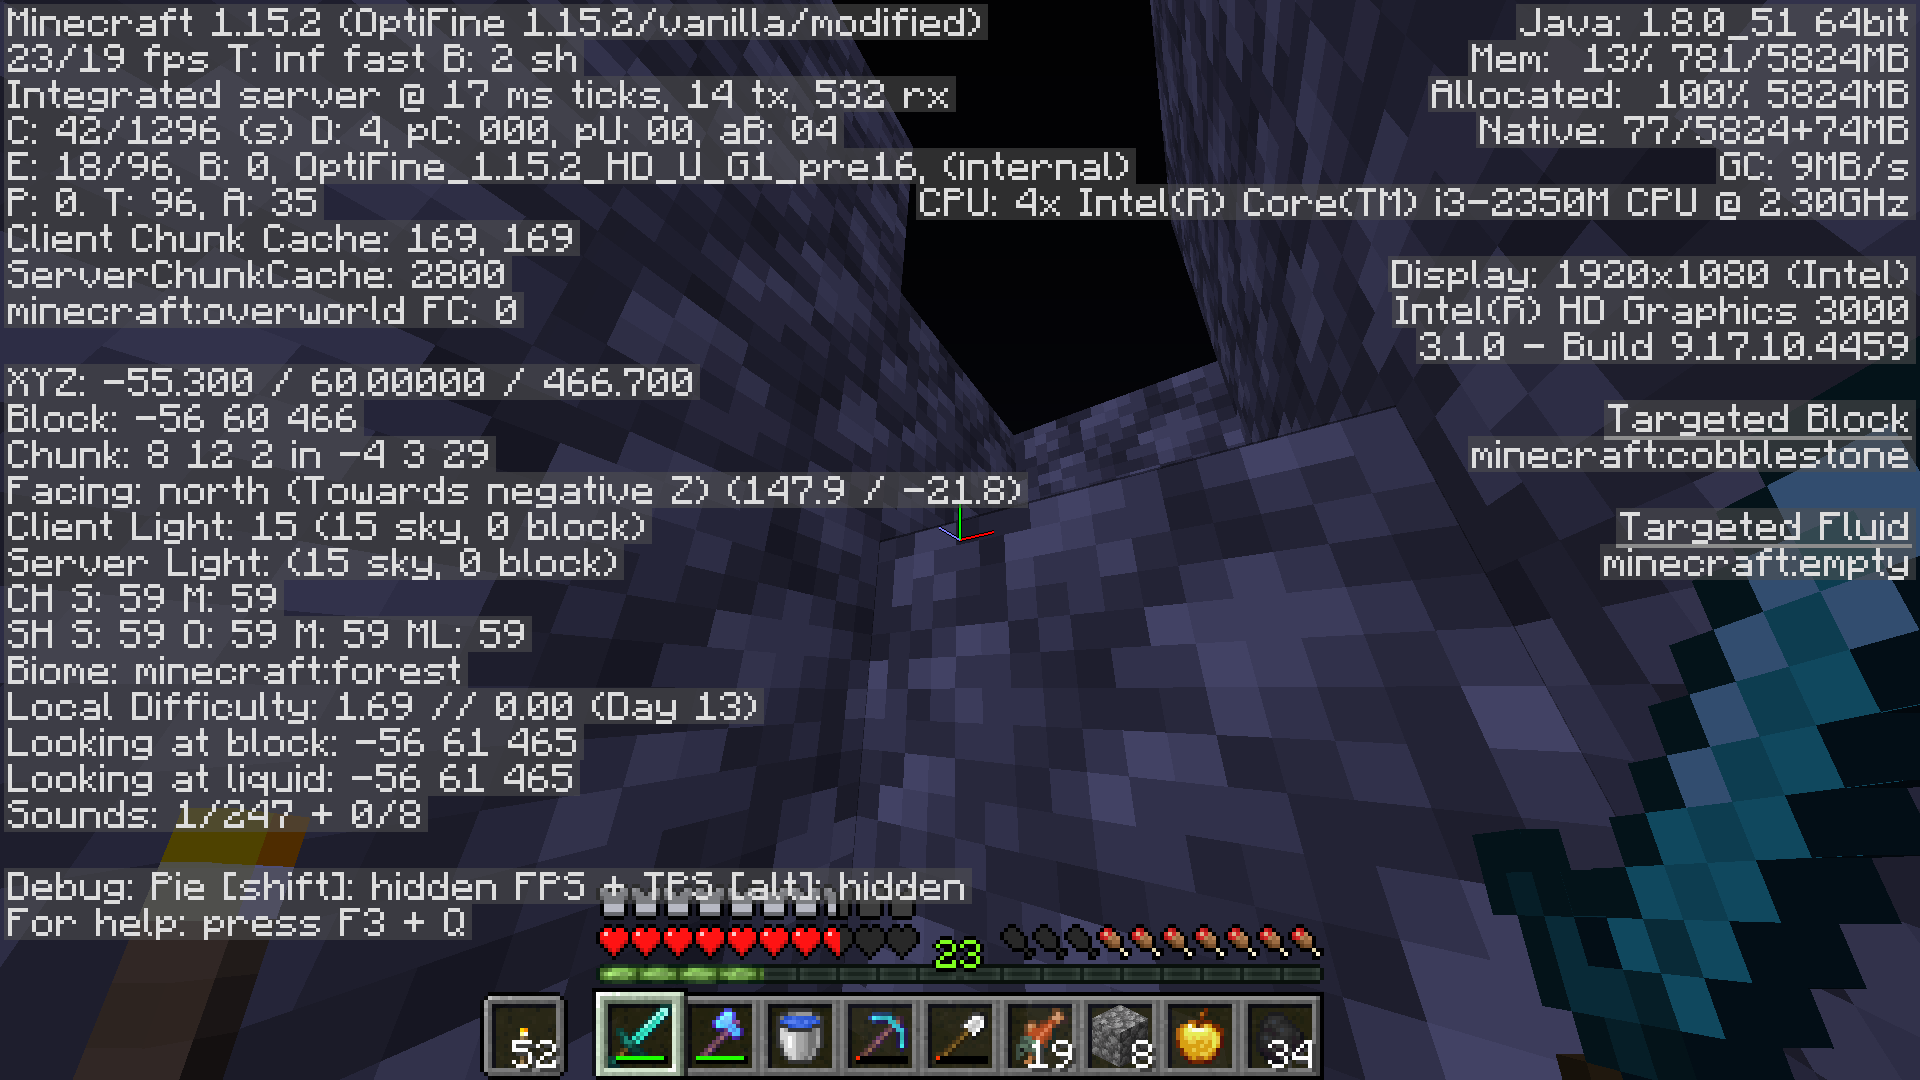 Minecraft 1.15.2 (OptiFine 1.15.2/vanilla/modified)
23/19 fps T: inf fast B: 2 sh
Integrated server @ 17 ms ticks, 14 tx, 532 rx
C: 42/1296 (s) D: 4, pC: 000, pU: 00, aB: 04
E: 18/96, B: 0, OptiFine_1.15.2_HD_U_G1_pre16, (internal)
P: 0. T: 96, A: 35
Client Chunk Cache: 169, 169
ServerChunkCache: 2800
minecraft:overworld FC: 0
XYZ: -55.300 / 60.00000 / 466.700
Block: -56 60 466
Chunk: 8 12 2 in -4 3 29
Facing: north (Towards negative Z) (147.9 / -21.8)
Client Light: 15 (15 sky, 0 block)
Server Light: (15 sky, 0 block)
CH S: 59 M: 59
SH S: 59 O: 59 M: 59 ML: 59
Biome: minecraft:forest
Local Difficulty: 1.69 // 0.00 (Day 13)
Looking at block: -56 61 465
Looking at liquid: -56 61 465
Sounds: 1/247 + 0/8
Debug: Pie [shift]: hidden FPS + TPS [alt]: hidden
For help: press F3 + Q
Java: 1.8.0_51 64bit
Mem: 13% 781/5824MB
Allocated: 100% 5824MB
Native: 77/5824+74MB
GC: 9MB/s
CPU: 4x Intel(R) Core(TM) i3-2350M CPU @ 2.30GHz
Display: 1920x1080 (Intel)
Intel(R) HD Graphics 3000
3.1.0 - Build 9.17.10.4459
Targeted Block
minecraft:cobblestone
Targeted Fluid
minecraft:empty
23
52
19
8
34